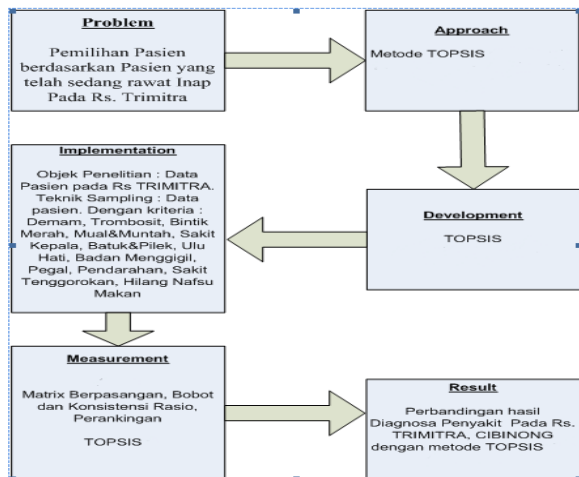 Problem
Pemilihan Pasien
berdasarkan Pasien yang
telah sedang rawat Inap
Pada Rs. Trimitra
Approach
Metode TOPSIS
Development
TOPSIS
Implementation
Objek Penelitian : Data
Pasien pada Rs TRIMITRA.
Teknik Sampling : Data
pasien. Dengan kriteria :
Demam, Trombosit, Bintik
Merah, Mual&Muntah, Sakit
Kepala, Batuk&Pilek, Ulu
Hati, Badan Menggigil,
Pegal, Pendarahan, Sakit
Tenggorokan, Hilang Nafsu
Makan
Measurement
Matrix Berpasangan, Bobot
dan Konsistensi Rasio,
Perankingan
TOPSIS
Result
Perbandingan hasil
Diagnosa Penyakit Pada Rs.
TRIMITRA, CIBINONG
dengan metode TOPSIS